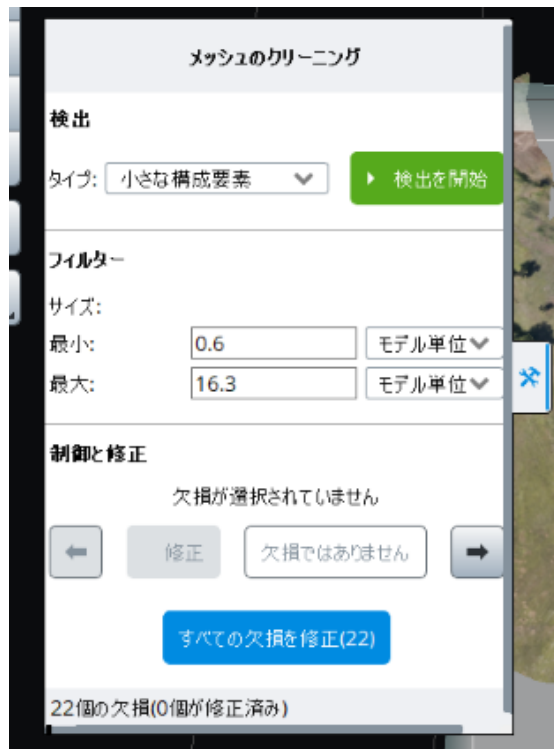 メッシュのクリーニング
検出
タイプ: 小さな構成要素 検出を開始
フィルター
サイズ:
最小: 0.6 モデル単位
最大: 16.3 モデル単位
制御と修正
欠損が選択されていません
修正 欠損ではありません
すべての欠損を修正(22)
22個の欠損(0個が修正済み)